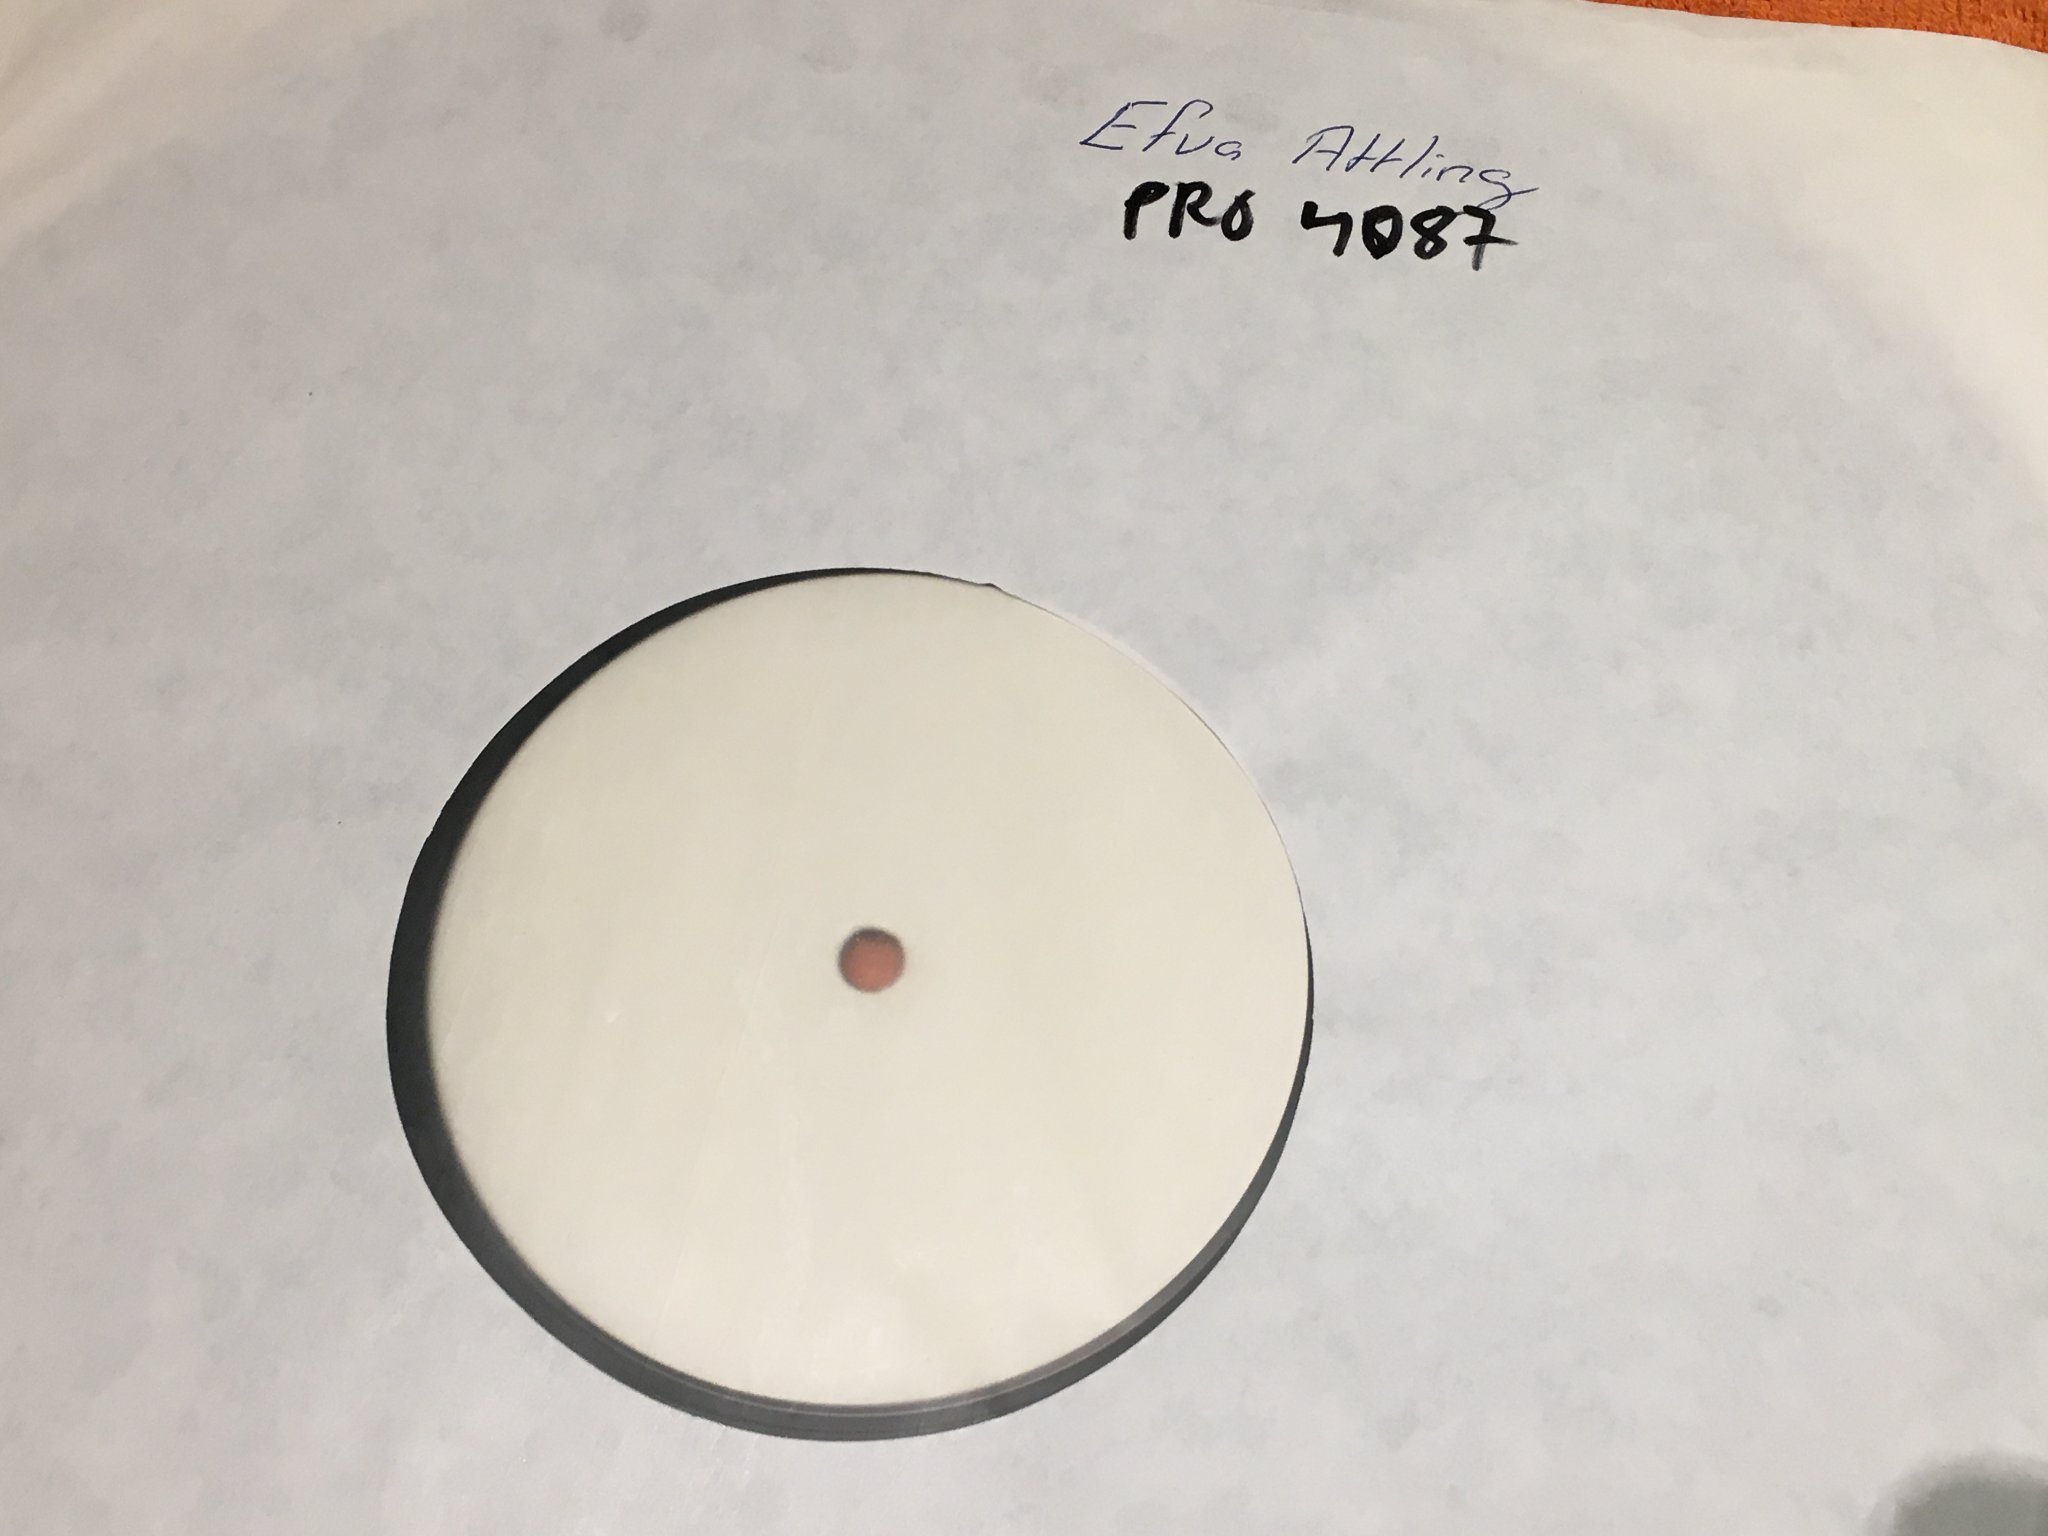 Efva Attling
PRO 4087